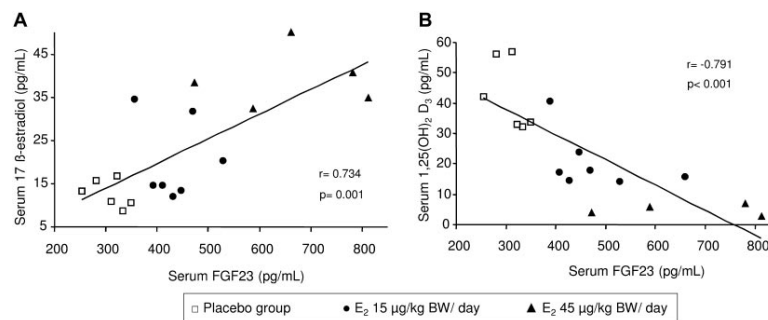 A
Serum 17 ß-estradiol (pg/mL)
45
35
25
15
5
r= 0.734
p= 0.001
200 300 400 500 600 700 800
Serum FGF23 (pg/mL)
B
Serum 1,25(OH)₂ D₃ (pg/mL)
60
50
40
30
20
10
0
r= -0.791
p< 0.001
200 300 400 500 600 700 800
Serum FGF23 (pg/mL)
□ Placebo group ● E₂ 15 µg/kg BW/ day ▲ E₂ 45 µg/kg BW/ day